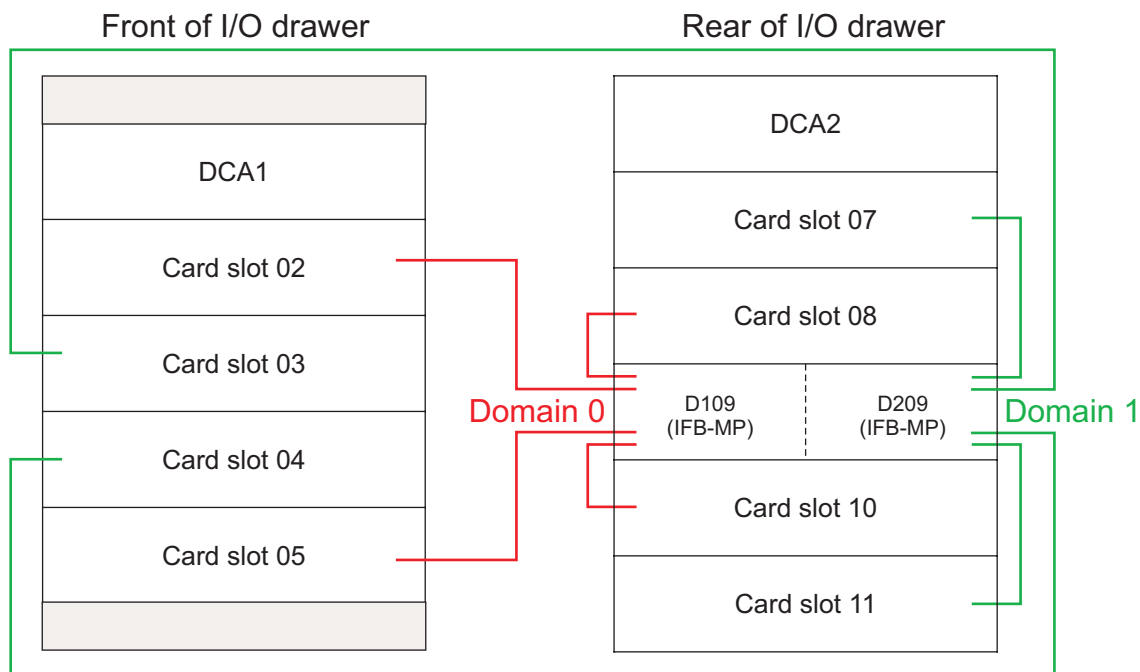 Front of I/O drawer
Rear of I/O drawer
DCA1
Card slot 02
Card slot 03
Card slot 04
Card slot 05
DCA2
Card slot 07
Card slot 08
Domain 0
D109
(IFB-MP)
D209
(IFB-MP)
Domain 1
Card slot 10
Card slot 11